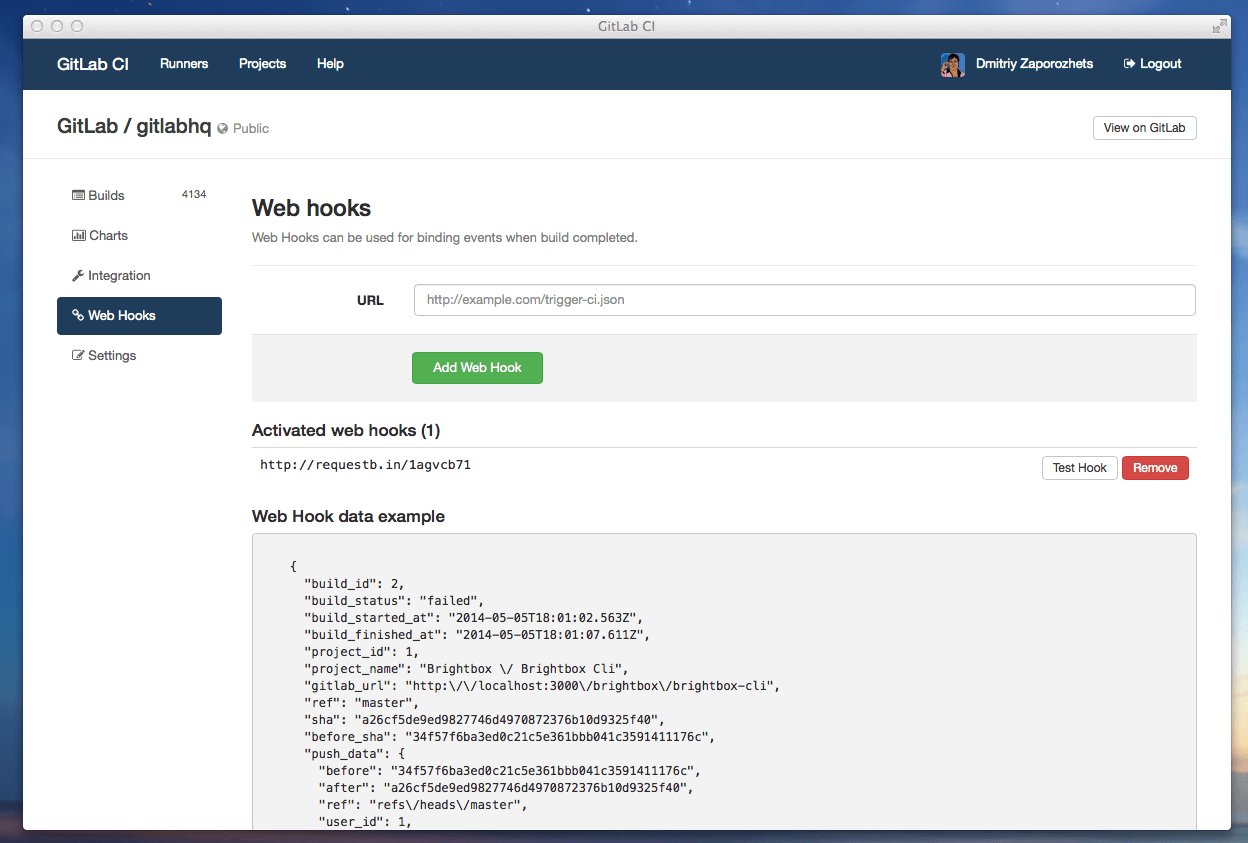 GitLab CI
GitLab CI Runners Projects Help Dmitriy Zaporozhets Logout
GitLab / gitlabhq Public View on GitLab
Builds 4134
Charts
Integration
Web Hooks
Settings
Web hooks
Web Hooks can be used for binding events when build completed.
URL http://example.com/trigger-ci.json
Add Web Hook
Activated web hooks (1)
http://requestb.in/1agvcb71 Test Hook Remove
Web Hook data example
{
"build_id": 2,
"build_status": "failed",
"build_started_at": "2014-05-05T18:01:02.563Z",
"build_finished_at": "2014-05-05T18:01:07.611Z",
"project_id": 1,
"project_name": "Brightbox \/ Brightbox Cli",
"gitlab_url": "http:\/\/localhost:3000\/brightbox\/brightbox-cli",
"ref": "master",
"sha": "a26cf5de9ed9827746d4970872376b10d9325f40",
"before_sha": "34f57f6ba3ed0c21c5e361bbb041c3591411176c",
"push_data": {
"before": "34f57f6ba3ed0c21c5e361bbb041c3591411176c",
"after": "a26cf5de9ed9827746d4970872376b10d9325f40",
"ref": "refs\/heads\/master",
"user_id": 1,